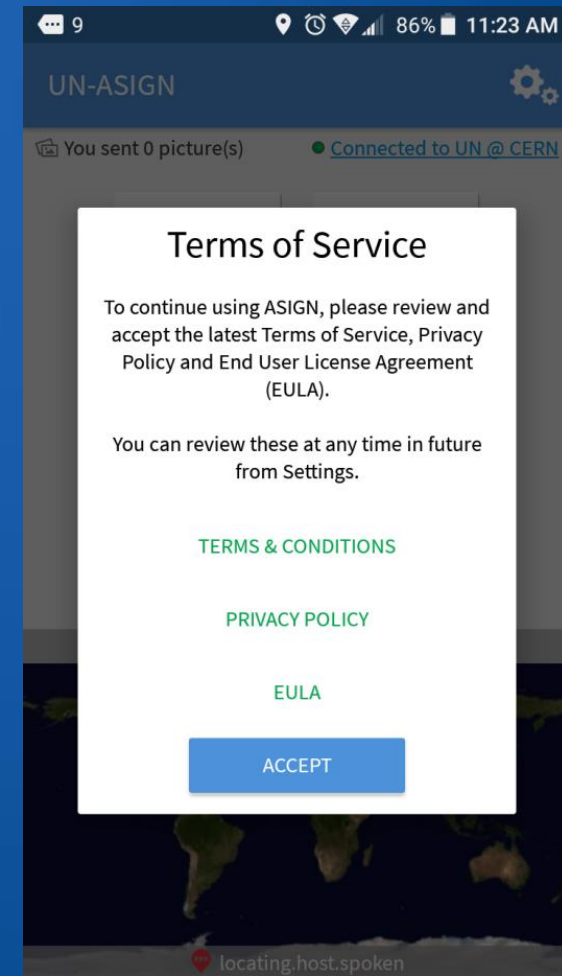 9 86% 11:23 AM
UN-ASIGN
You sent 0 picture(s) Connected to UN @ CERN
Terms of Service
To continue using ASIGN, please review and
accept the latest Terms of Service, Privacy
Policy and End User License Agreement
(EULA).
You can review these at any time in future
from Settings.
TERMS & CONDITIONS
PRIVACY POLICY
EULA
ACCEPT
locating.host.spoken